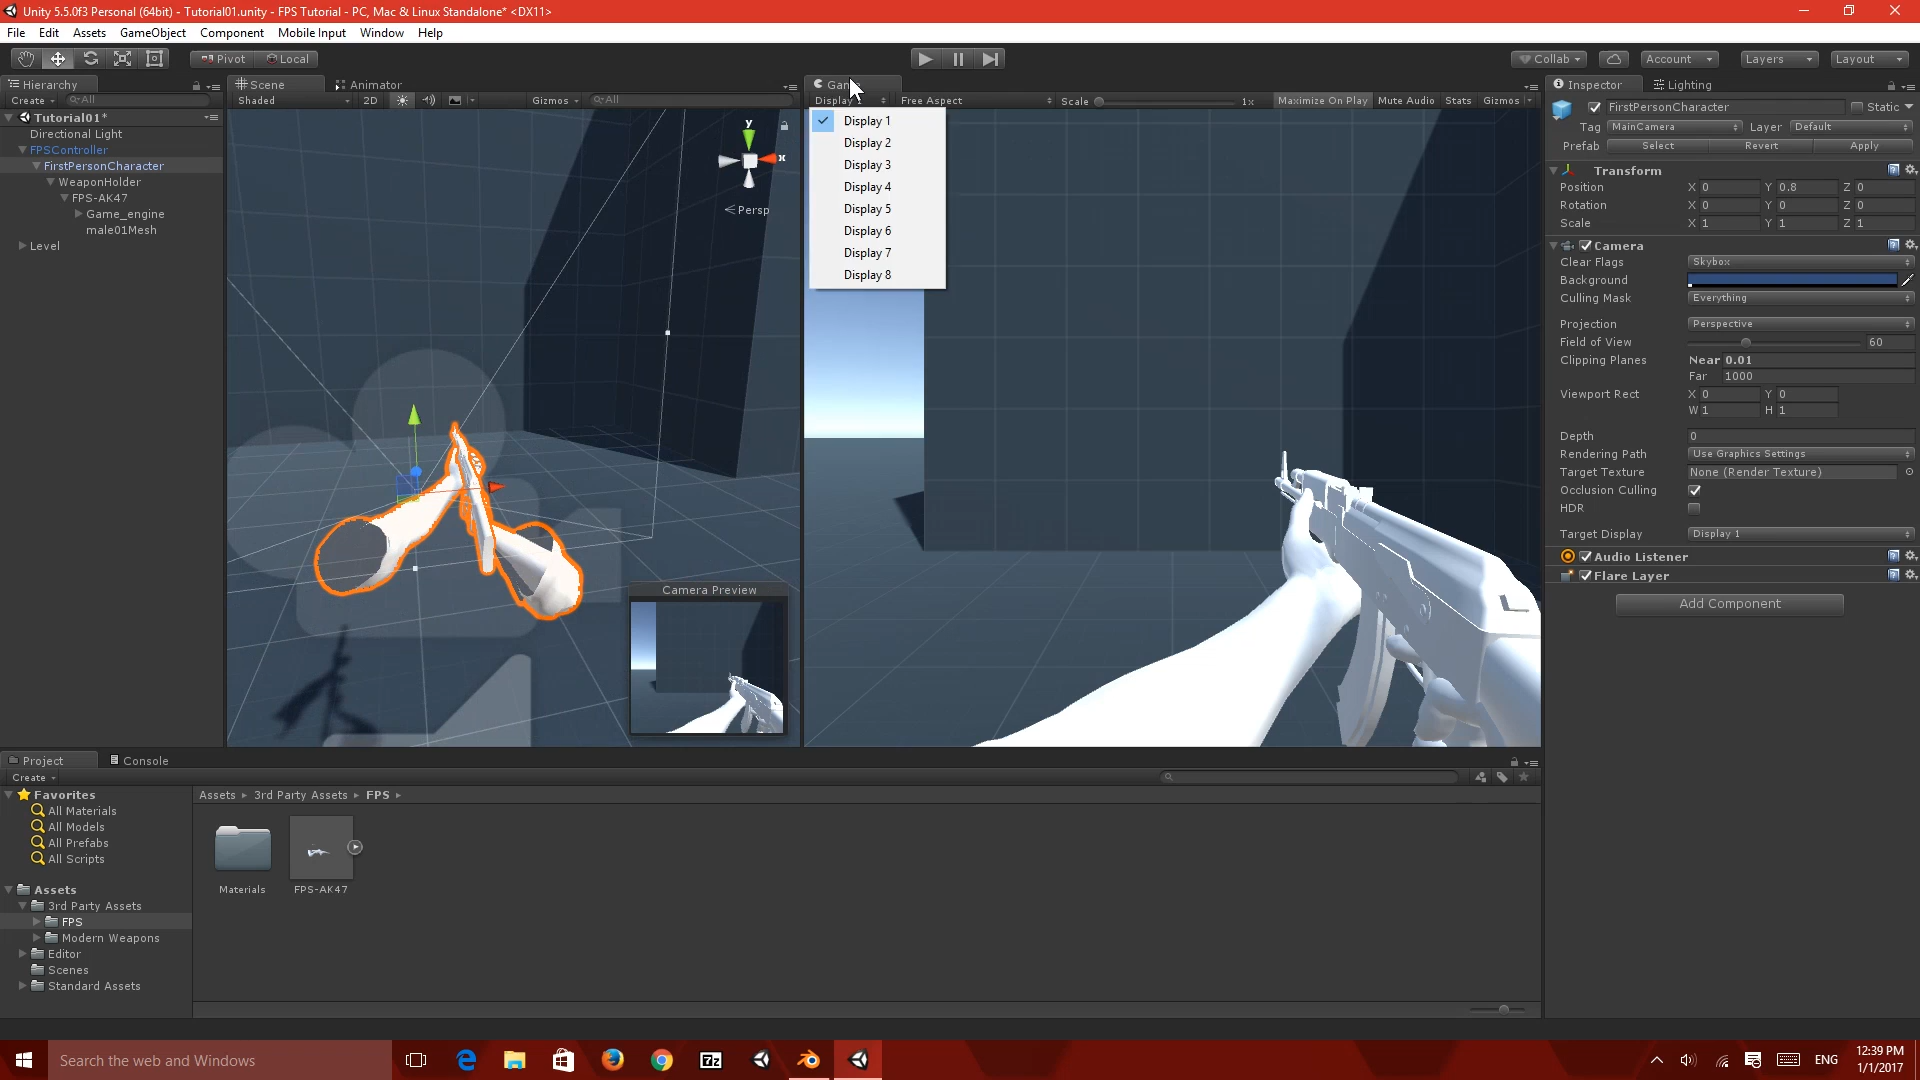 Unity 5.5.0f3 Personal (64bit) - Tutorial01.unity - FPS Tutorial - PC, Mac & Linux Standalone* <DX11>
File Edit Assets GameObject Component Mobile Input Window Help
Pivot Local Collab Account Layers Layout
Hierarchy
Create All
Tutorial01*
Directional Light
FPSController
FirstPersonCharacter
WeaponHolder
FPS-AK47
Game_engine
male01Mesh
Level
Scene Animator
Shaded 2D Gizmos All
y
x
Persp
Camera Preview
Free Aspect Scale 1x Maximize On Play Mute Audio Stats Gizmos
Display 1
Display 2
Display 3
Display 4
Display 5
Display 6
Display 7
Display 8
Inspector Lighting
FirstPersonCharacter Static
Tag MainCamera Layer Default
Prefab Select Revert Apply
Transform
Position X 0 Y 0.8 Z 0
Rotation X 0 Y 0 Z 0
Scale X 1 Y 1 Z 1
Camera
Clear Flags Skybox
Background
Culling Mask Everything
Projection Perspective
Field of View 60
Clipping Planes Near 0.01
Far 1000
Viewport Rect X 0 Y 0
W 1 H 1
Depth 0
Rendering Path Use Graphics Settings
Target Texture None (Render Texture)
Occlusion Culling
HDR
Target Display Display 1
Audio Listener
Flare Layer
Add Component
Project Console
Create
Favorites
All Materials
All Models
All Prefabs
All Scripts
Assets
3rd Party Assets
FPS
Modern Weapons
Editor
Scenes
Standard Assets
Assets 3rd Party Assets FPS
Materials FPS-AK47
Search the web and Windows
7z
ENG
12:39 PM
1/1/2017